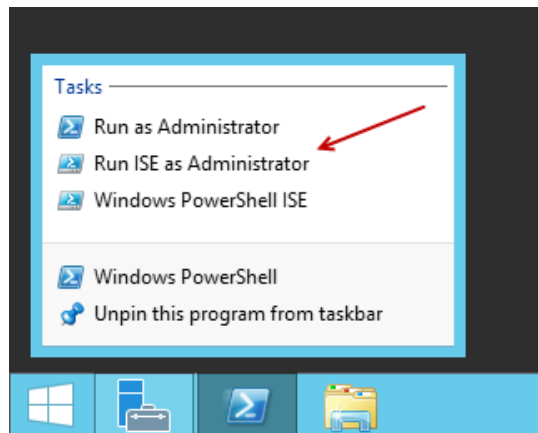 Tasks
Run as Administrator
Run ISE as Administrator
Windows PowerShell ISE
Windows PowerShell
Unpin this program from taskbar